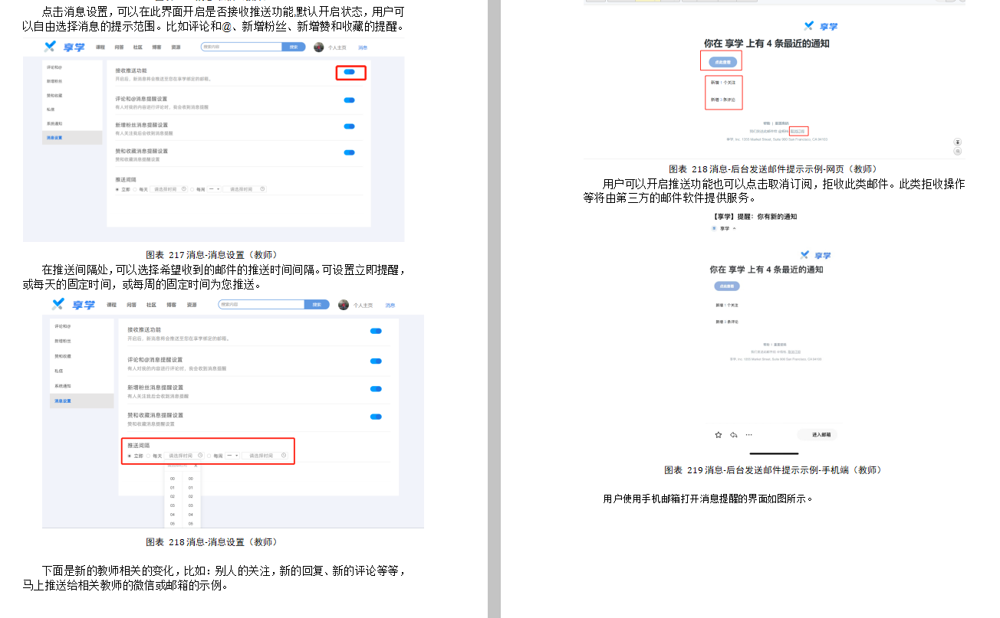 点击消息设置，可以在此界面开启是否接收推送功能,默认开启状态，用户可
以自由选择消息的提示范围。比如评论和@、新增粉丝、新增赞和收藏的提醒。
享学 课程 问答 社区 博客 资源 搜索内容 搜索 个人主页 消息
评论和@
新增粉丝
赞和收藏
私信
系统通知
消息设置
接收推送功能
开启后，新消息将会推送至您在享学绑定的邮箱。
评论和@消息提醒设置
有人对我的内容进行评论时，我会收到消息提醒
新增粉丝消息提醒设置
有人关注我后会收到消息提醒
赞和收藏消息提醒设置
赞和收藏消息提醒设置
推送间隔
立即 每天 请选择时间 每周 一 请选择时间
图表 217 消息-消息设置（教师）
在推送间隔处，可以选择希望收到的邮件的推送时间间隔。可设置立即提醒，
或每天的固定时间，或每周的固定时间为您推送。
享学 课程 问答 社区 博客 资源 搜索内容 搜索 个人主页 消息
评论和@
新增粉丝
赞和收藏
私信
系统通知
消息设置
接收推送功能
开启后，新消息将会推送至您在享学绑定的邮箱。
评论和@消息提醒设置
有人对我的内容进行评论时，我会收到消息提醒
新增粉丝消息提醒设置
有人关注我后会收到消息提醒
赞和收藏消息提醒设置
赞和收藏消息提醒设置
推送间隔
立即 每天 请选择时间 每周 一 请选择时间
00 00
01 01
02 02
03 03
04 04
05 05
图表 218 消息-消息设置（教师）
下面是新的教师相关的变化，比如：别人的关注，新的回复、新的评论等等，
马上推送给相关教师的微信或邮箱的示例。
享学
你在 享学 上有 4 条最近的通知
点击查看
新增 1 个关注
新增 3 条评论
取消订阅
享学, Inc. 1355 Market Street, Suite 900 San Francisco, CA 94103
图表 218 消息-后台发送邮件提示示例-网页（教师）
用户可以开启推送功能也可以点击取消订阅，拒收此类邮件。此类拒收操作
等将由第三方的邮件软件提供服务。
【享学】提醒：你有新的通知
享学
享学
你在 享学 上有 4 条最近的通知
点击查看
新增 1 个关注
新增 3 条评论
取消订阅
享学, Inc. 1355 Market Street, Suite 900 San Francisco, CA 94103
进入邮箱
图表 219 消息-后台发送邮件提示示例-手机端（教师）
用户使用手机邮箱打开消息提醒的界面如图所示。